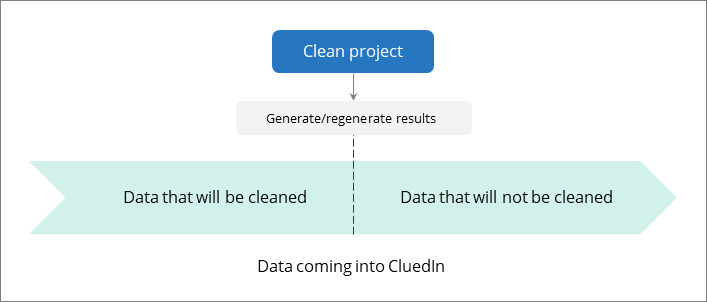 Clean project
Generate/regenerate results
Data that will be cleaned
Data that will not be cleaned
Data coming into CluedIn